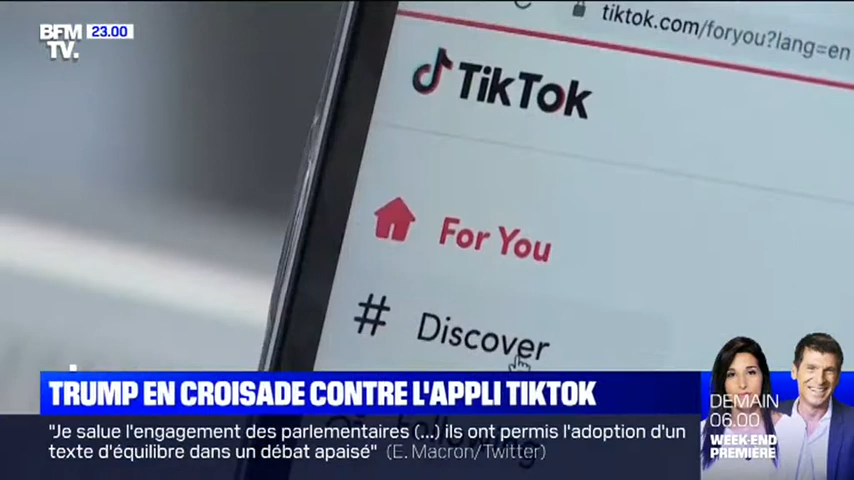 BFM
TV.
23.00
tiktok.com/foryou?lang=en
TikTok
For You
# Discover
Following
TRUMP EN CROISADE CONTRE L'APPLI TIKTOK
"Je salue l'engagement des parlementaires (...) ils ont permis l'adoption d'un
texte d'équilibre dans un débat apaisé" (E. Macron/Twitter)
DEMAIN
06.00
WEEK-END
PREMIÈRE